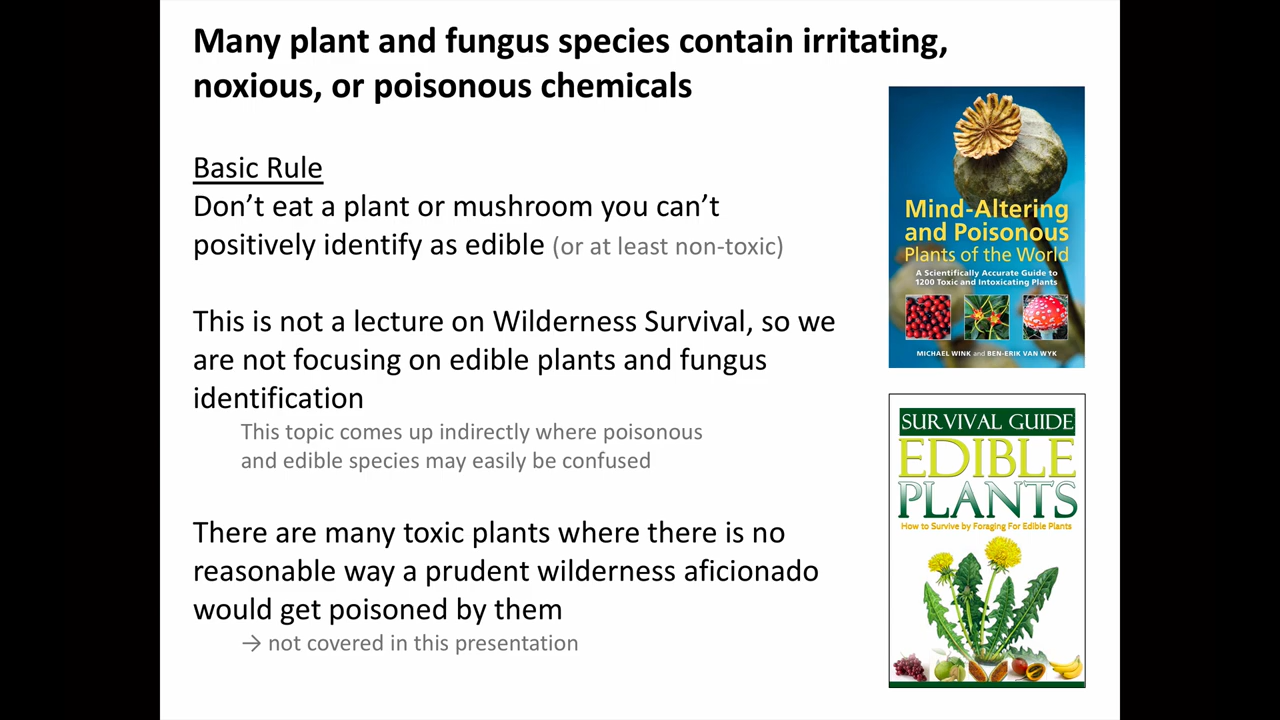 Many plant and fungus species contain irritating,
noxious, or poisonous chemicals
Basic Rule
Don't eat a plant or mushroom you can't
positively identify as edible (or at least non-toxic)
This is not a lecture on Wilderness Survival, so we
are not focusing on edible plants and fungus
identification
This topic comes up indirectly where poisonous
and edible species may easily be confused
There are many toxic plants where there is no
reasonable way a prudent wilderness aficionado
would get poisoned by them
→ not covered in this presentation
Mind-Altering
and Poisonous
Plants of the World
A Scientifically Accurate Guide to
1200 Toxic and Intoxicating Plants
MICHAEL WINK and BEN-ERIK VAN WYK
SURVIVAL GUIDE
EDIBLE
PLANTS
How to Survive by Foraging For Edible Plants